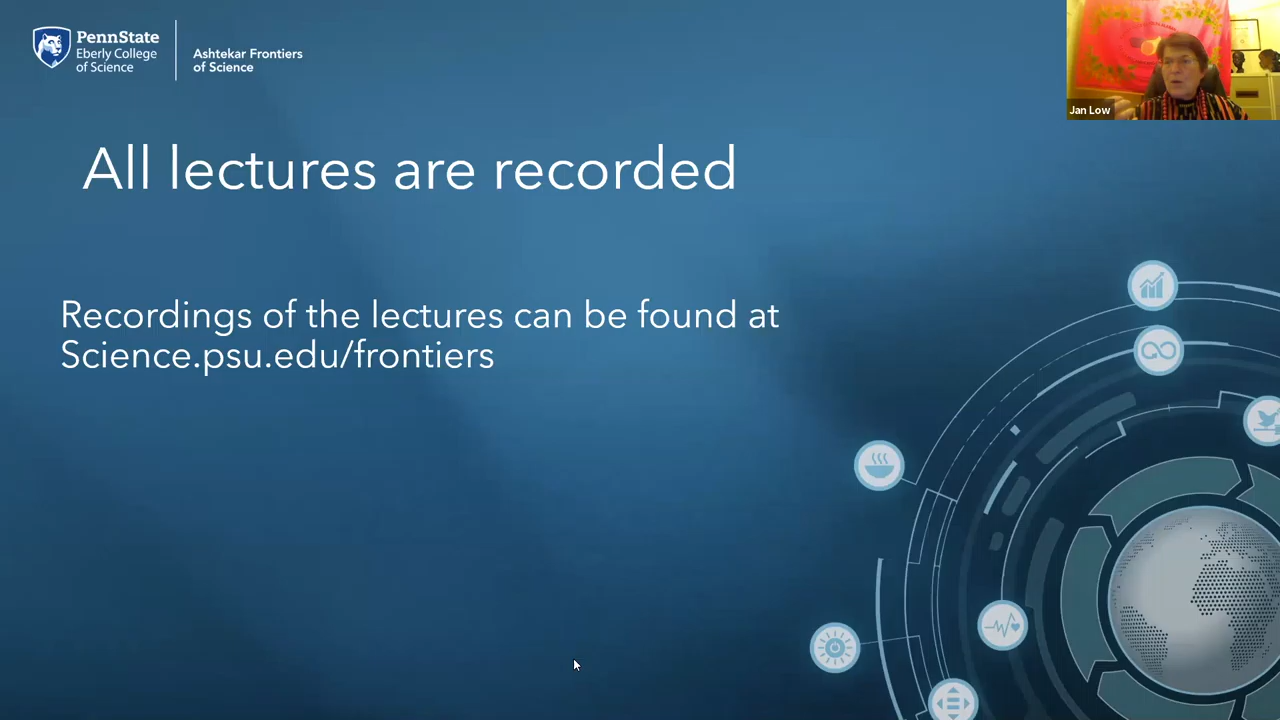 PennState
Eberly College
of Science
Ashtekar Frontiers
of Science
Jan Low
All lectures are recorded
Recordings of the lectures can be found at
Science.psu.edu/frontiers